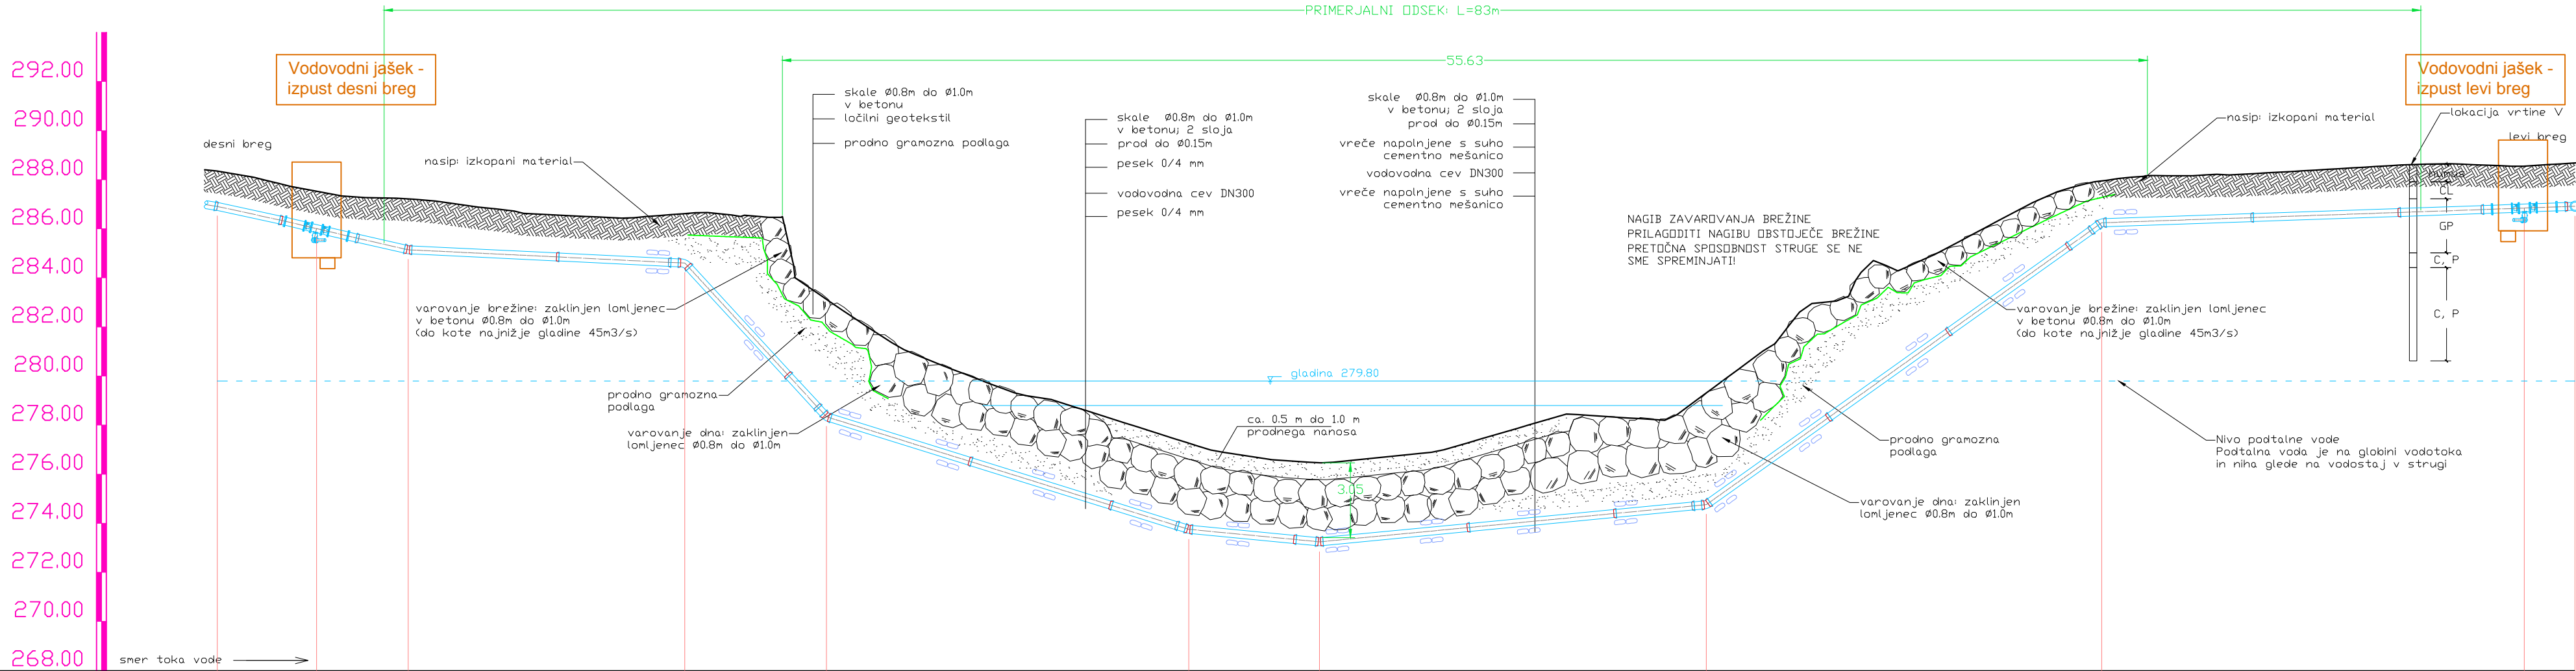 PRIMERJALNI ODSEK: L=83m
55.63
292.00
290.00
288.00
286.00
284.00
282.00
280.00
278.00
276.00
274.00
272.00
270.00
268.00
Vodovodni jašek -
izpust desni breg
desni breg
nasip: izkopani material
skale Ø0.8m do Ø1.0m
v betonu
ločilni geotekstil
prodno gramozna podlaga
skale Ø0.8m do Ø1.0m
v betonu; 2 sloja
prod do Ø0.15m
pesek 0/4 mm
vodovodna cev DN300
pesek 0/4 mm
skale Ø0.8m do Ø1.0m
v betonu; 2 sloja
prod do Ø0.15m
vreče napolnjene s suho
cementno mešanico
vodovodna cev DN300
vreče napolnjene s suho
cementno mešanico
NAGIB ZAVAROVANJA BREŽINE
PRILAGODITI NAGIBU OBSTOJEČE BREŽINE
PRETOČNA SPOSOBNOST STRUGE SE NE
SME SPREMINJATI!
nasip: izkopani material
Vodovodni jašek -
izpust levi breg
lokacija vrtine V
levi breg
humus
CL
GP
C, P
C, P
varovanje brežine: zaklinjen lomljenec
v betonu Ø0.8m do Ø1.0m
(do kote najnižje gladine 45m3/s)
varovanje brežine: zaklinjen lomljenec
v betonu Ø0.8m do Ø1.0m
(do kote najnižje gladine 45m3/s)
gladina 279.80
prodno gramozna
podlaga
varovanje dna: zaklinjen
lomljenec Ø0.8m do Ø1.0m
ca. 0.5 m do 1.0 m
prodnega nanosa
3.05
prodno gramozna
podlaga
varovanje dna: zaklinjen
lomljenec Ø0.8m do Ø1.0m
Nivo podtalne vode
Podtalna voda je na globini vodotoka
in niha glede na vodostaj v strugi
smer toka vode